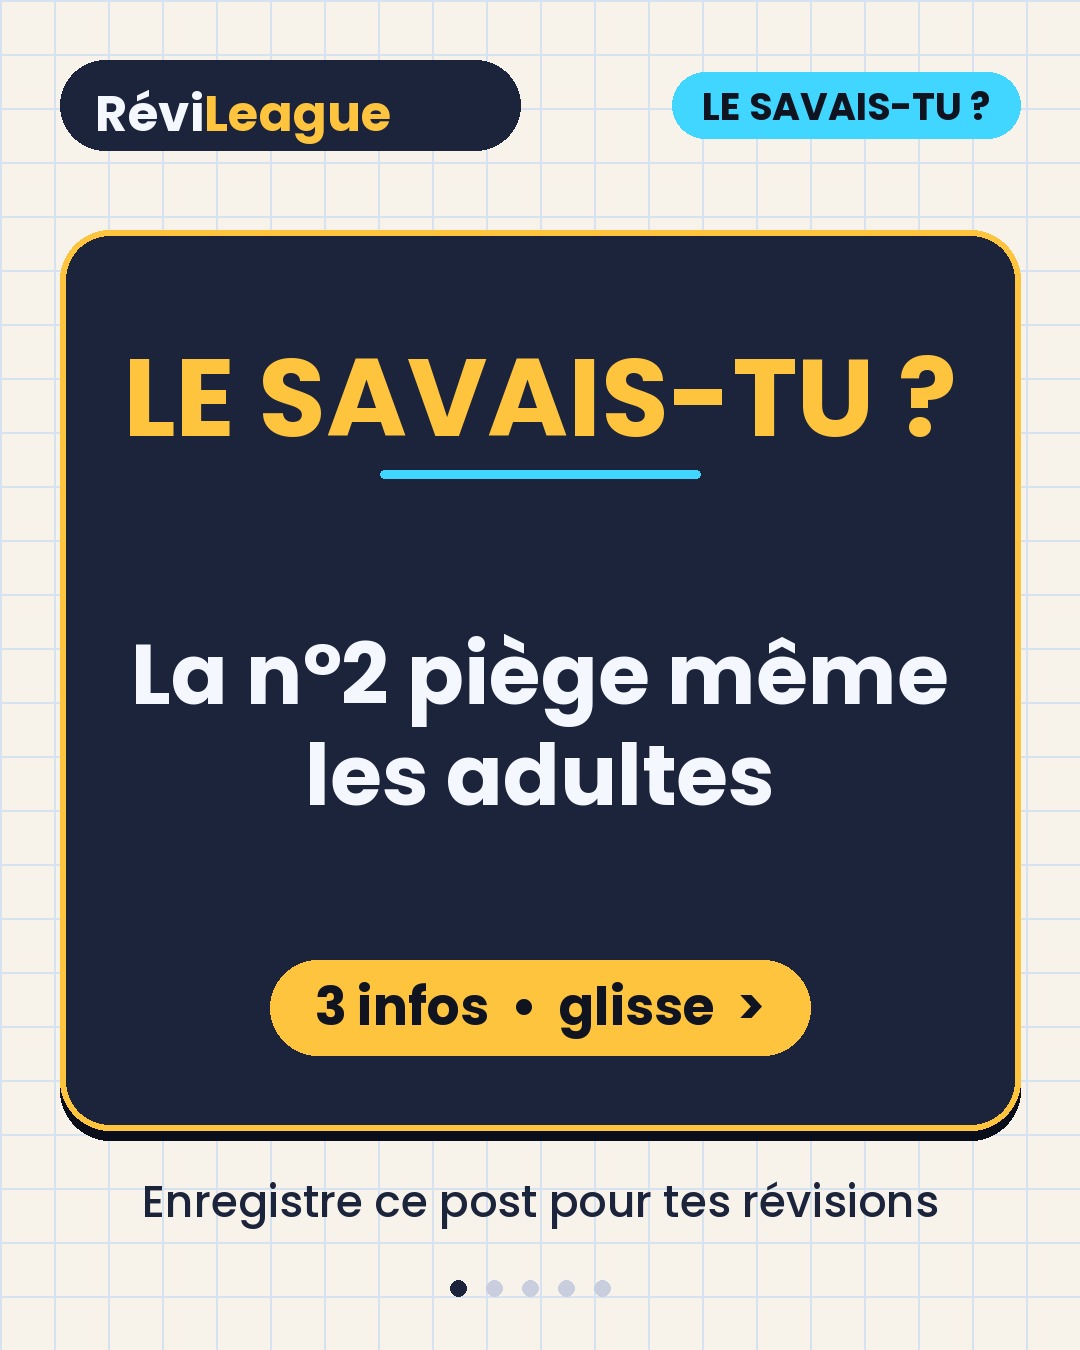 RéviLeague
LE SAVAIS-TU ?
LE SAVAIS-TU ?
La n°2 piège même
les adultes
3 infos • glisse >
Enregistre ce post pour tes révisions